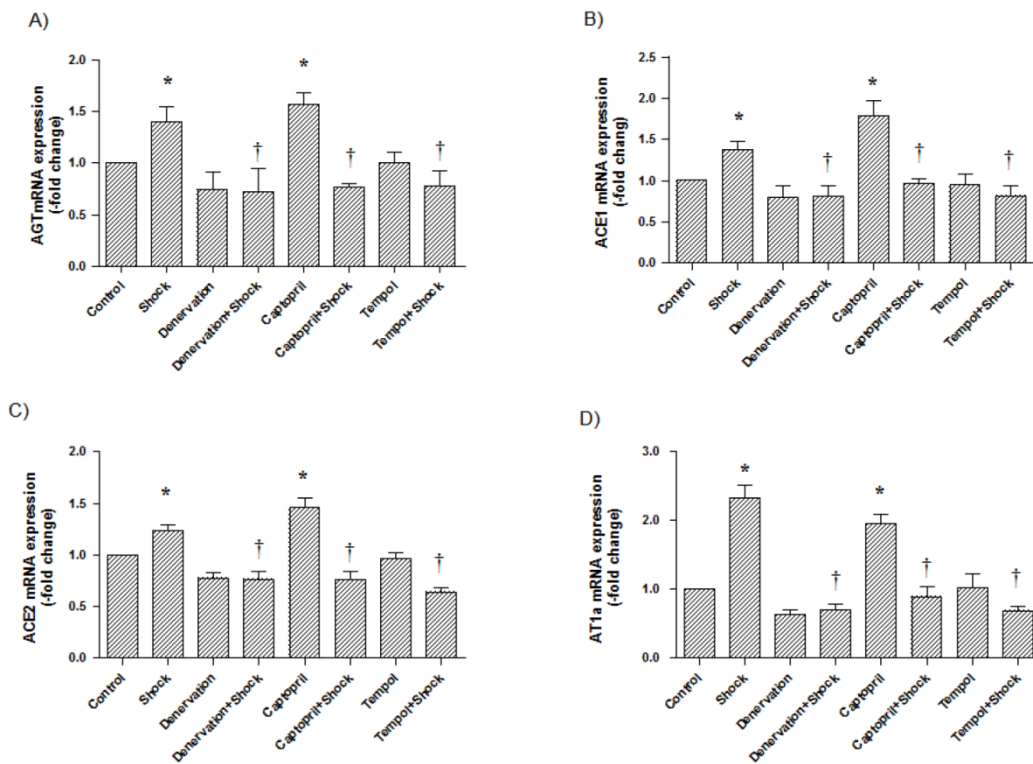 A)
AGTmRNA expression
(-fold change)
2.0
1.5
1.0
0.5
0.0
*
*
†
†
†
Control
Shock
Denervation
Denervation+Shock
Captopril
Captopril+Shock
Tempol
Tempol+Shock
B)
ACE1 mRNA expression
(-fold chang)
2.5
2.0
1.5
1.0
0.5
0.0
*
*
†
†
†
Control
Shock
Denervation
Denervation+Shock
Captopril
Captopril+Shock
Tempol
Tempol+Shock
C)
ACE2 mRNA expression
(-fold change)
2.0
1.5
1.0
0.5
0.0
*
*
†
†
†
Control
Shock
Denervation
Denervation+Shock
Captopril
Captopril+Shock
Tempol
Tempol+Shock
D)
AT1a mRNA expression
(-fold change)
3.0
2.0
1.0
0.0
*
*
†
†
†
Control
Shock
Denervation
Denervation+Shock
Captopril
Captopril+Shock
Tempol
Tempol+Shock